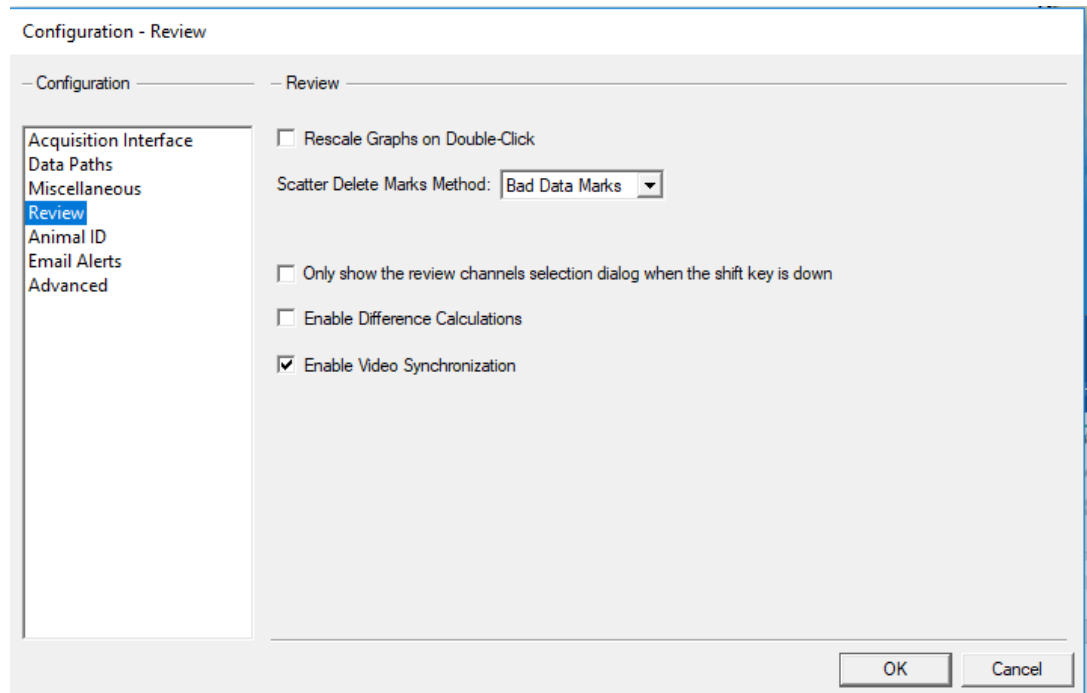 Configuration - Review
Configuration
Acquisition Interface
Data Paths
Miscellaneous
Review
Animal ID
Email Alerts
Advanced
Review
Rescale Graphs on Double-Click
Scatter Delete Marks Method: Bad Data Marks
Only show the review channels selection dialog when the shift key is down
Enable Difference Calculations
Enable Video Synchronization
OK Cancel